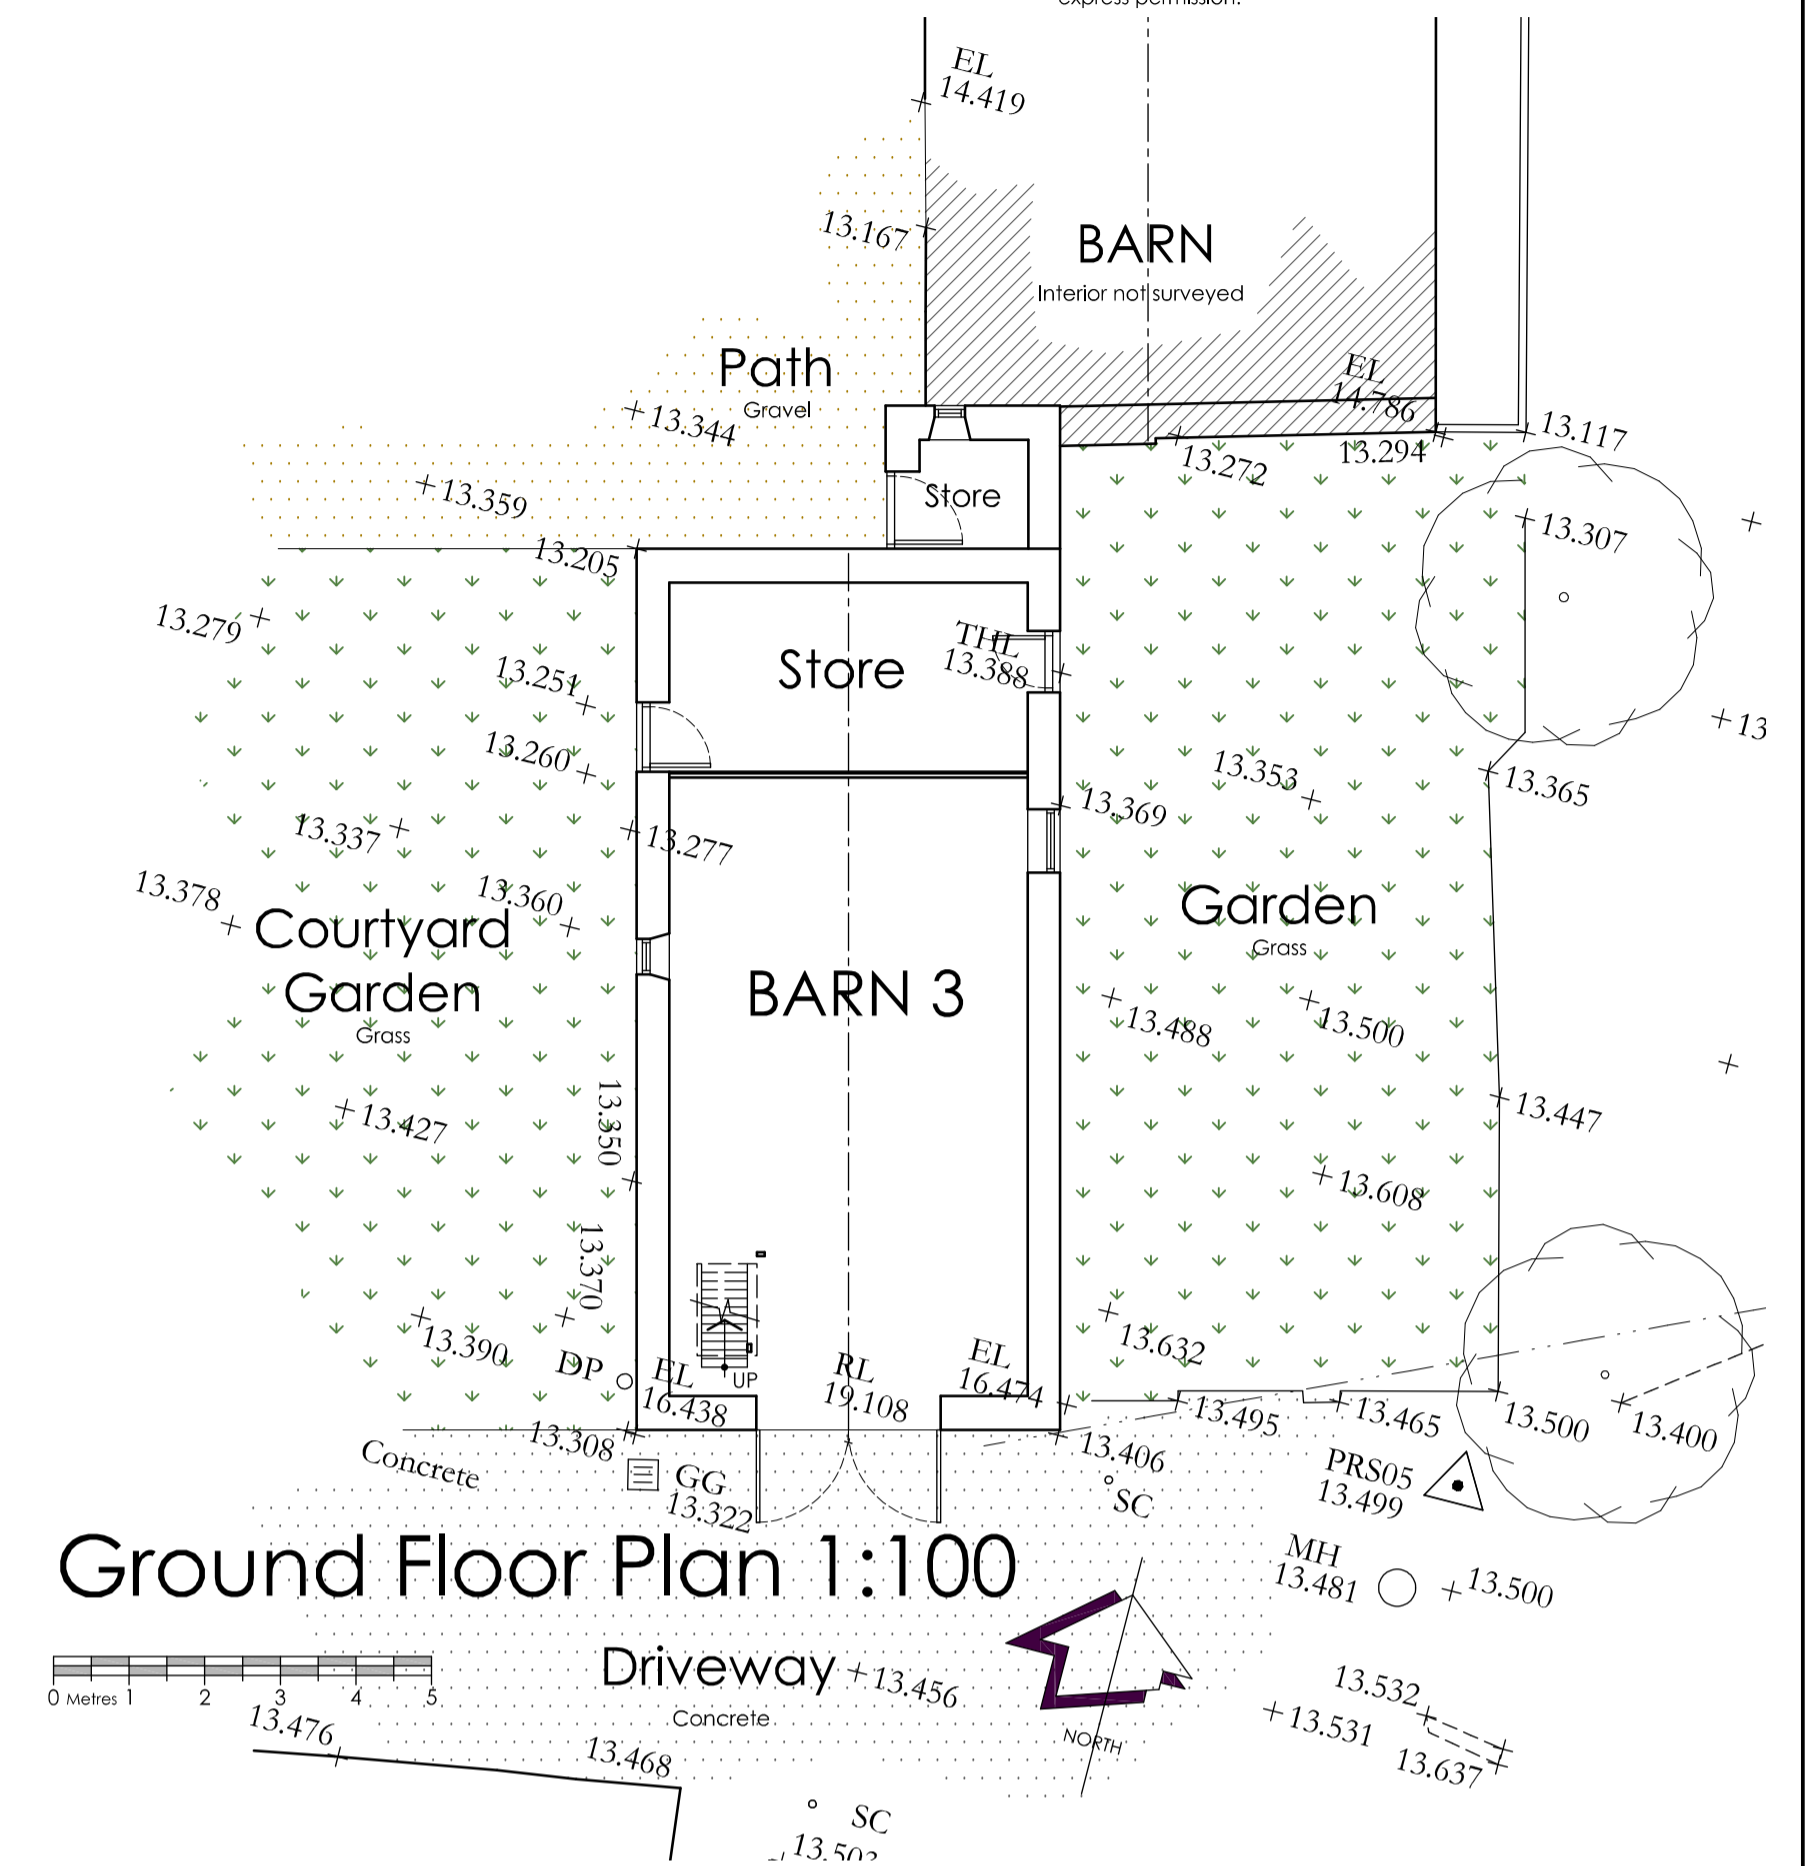 express permission.
EL
14.419
13.167
BARN
Interior not surveyed
Path
Gravel
EL
14.786
13.344
13.117
13.272
13.294
13.359
Store
13.307
13.205
13.279
THL
13.388
Store
13.251
13
13.260
13.353
13.365
13.369
13.337
13.277
13.378
13.360
Courtyard
Garden
Grass
Garden
Grass
BARN 3
13.488
13.500
13.350
13.427
13.447
13.608
13.370
13.390
13.632
DP
EL
16.438
UP
RL
19.108
EL
16.474
13.495
13.465
13.500
13.400
13.308
Concrete
13.406
GG
13.322
SC
PRS05
13.499
Ground Floor Plan 1:100
MH
13.481
13.500
Driveway
Concrete
13.456
0 Metres 1 2 3 4 5
NORTH
13.532
13.531
13.637
13.476
13.468
SC